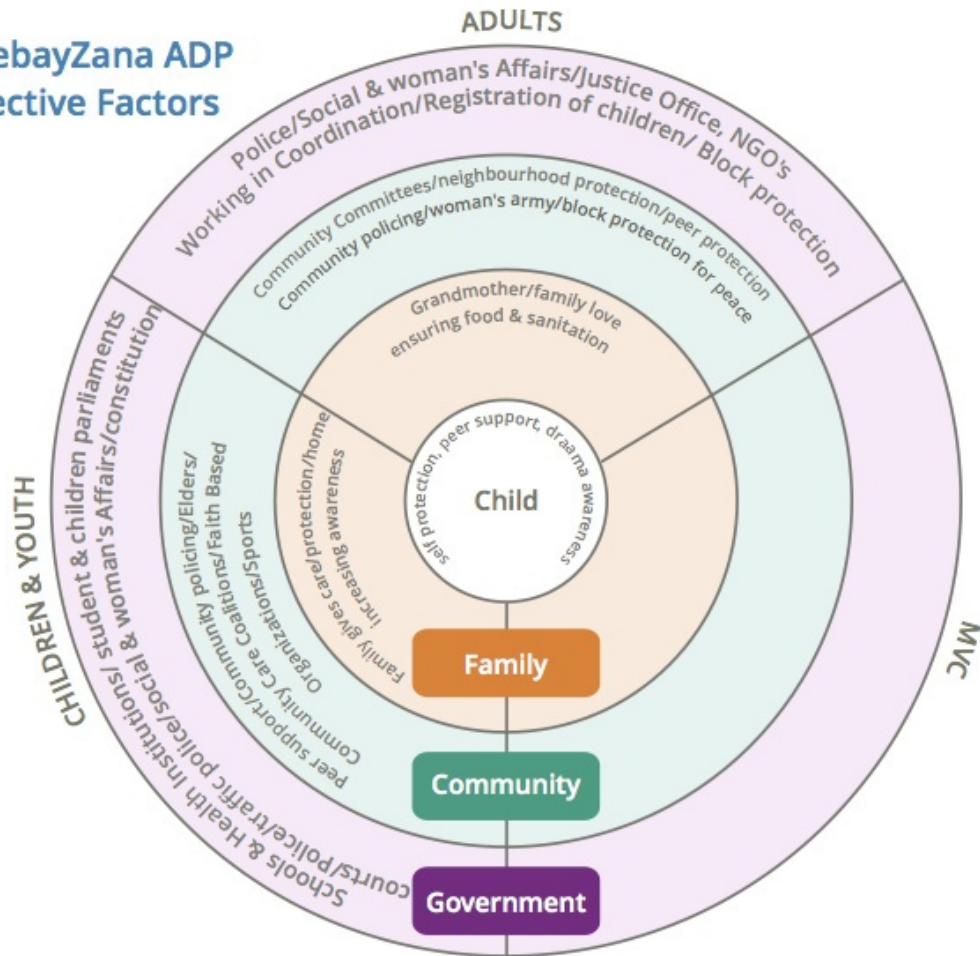 ebayZana ADP
ective Factors
ADULTS
Police/Social & woman's Affairs/Justice Office, NGO's
Working in Coordination/Registration of children/ Block protection
Community Committees/neighbourhood protection/peer protection
Community policing/woman's army/block protection for peace
Grandmother/family love
ensuring food & sanitation
self protection, peer support, draama awareness
Child
CHILDREN & YOUTH
Schools & Health Institutions/ student & children parliaments
courts/Police/traffic police/social & woman's Affairs/constitution
Peer support/Community policing/Elders/
Community Care Coalitions/Faith Based
Organizations/Sports
Family gives care/protection/home
increasing awareness
MVC
Family
Community
Government